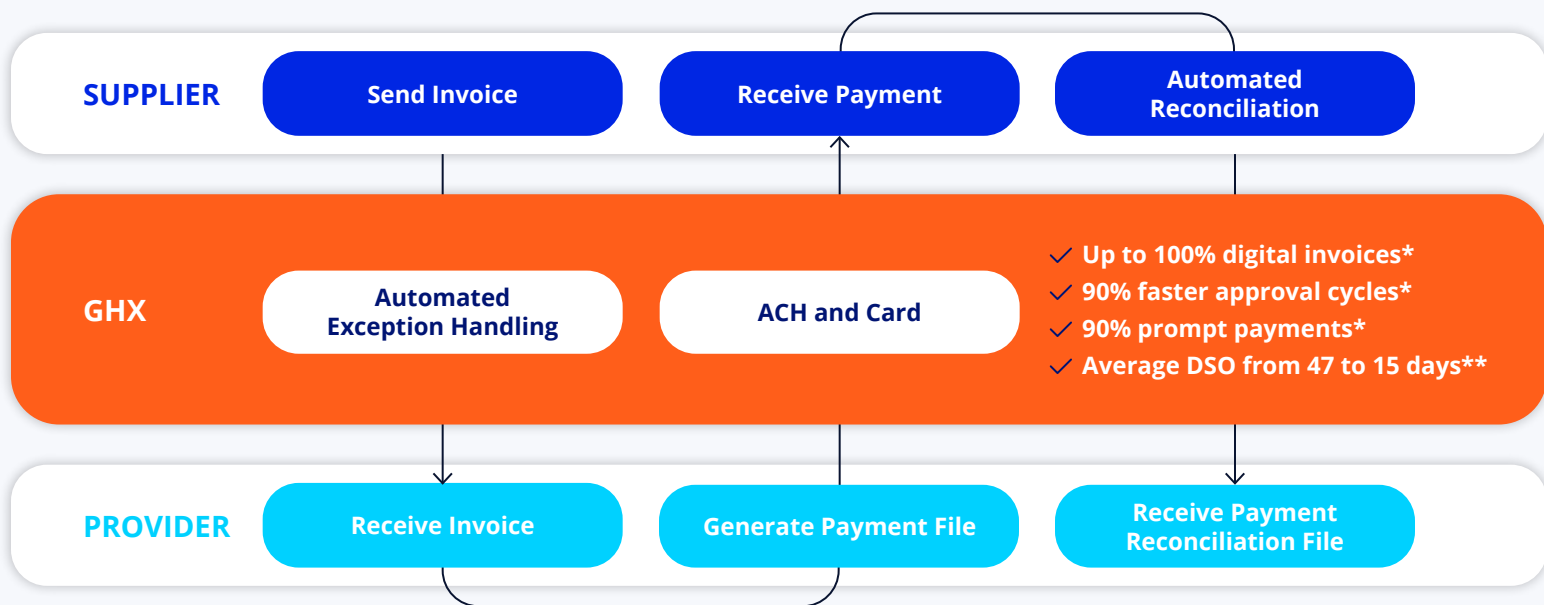 SUPPLIER
Send Invoice
Receive Payment
Automated
Reconciliation
GHX
Automated
Exception Handling
ACH and Card
Up to 100% digital invoices*
90% faster approval cycles*
90% prompt payments*
Average DSO from 47 to 15 days**
PROVIDER
Receive Invoice
Generate Payment File
Receive Payment
Reconciliation File